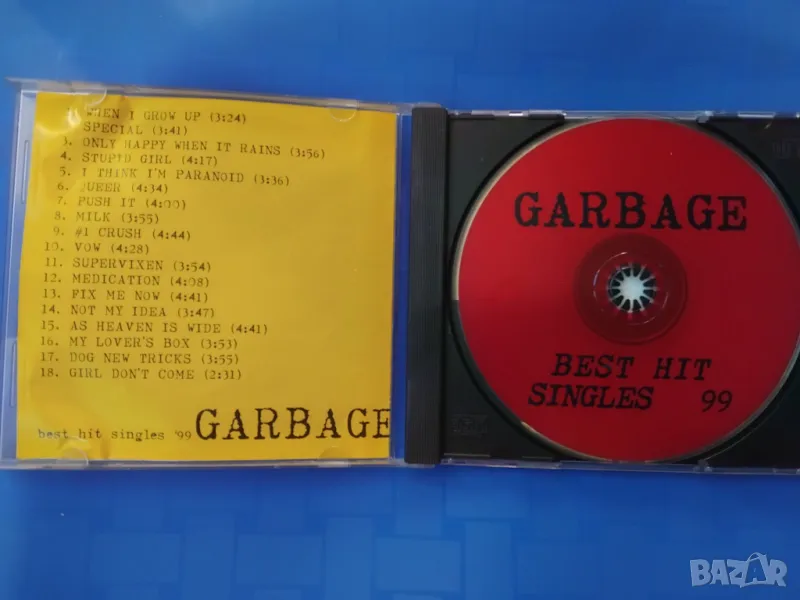 1. WHEN I GROW UP (3:24)
SPECIAL (3:41)
3. ONLY HAPPY WHEN IT RAINS (3:56)
4. STUPID GIRL (4:17)
5. I THINK I'M PARANOID (3:36)
6. QUEER (4:34)
7. PUSH IT (4:00)
8. MILK (3:55)
9. #1 CRUSH (4:44)
10. VOW (4:28)
11. SUPERVIXEN (3:54)
12. MEDICATION (4:08)
13. FIX ME NOW (4:41)
14. NOT MY IDEA (3:47)
15. AS HEAVEN IS WIDE (4:41)
16. MY LOVER'S BOX (3:53)
17. DOG NEW TRICKS (3:55)
18. GIRL DON'T COME (2:31)
best hit singles '99 GARBAGE
GARBAGE
BEST HIT
SINGLES 99
BAZAR